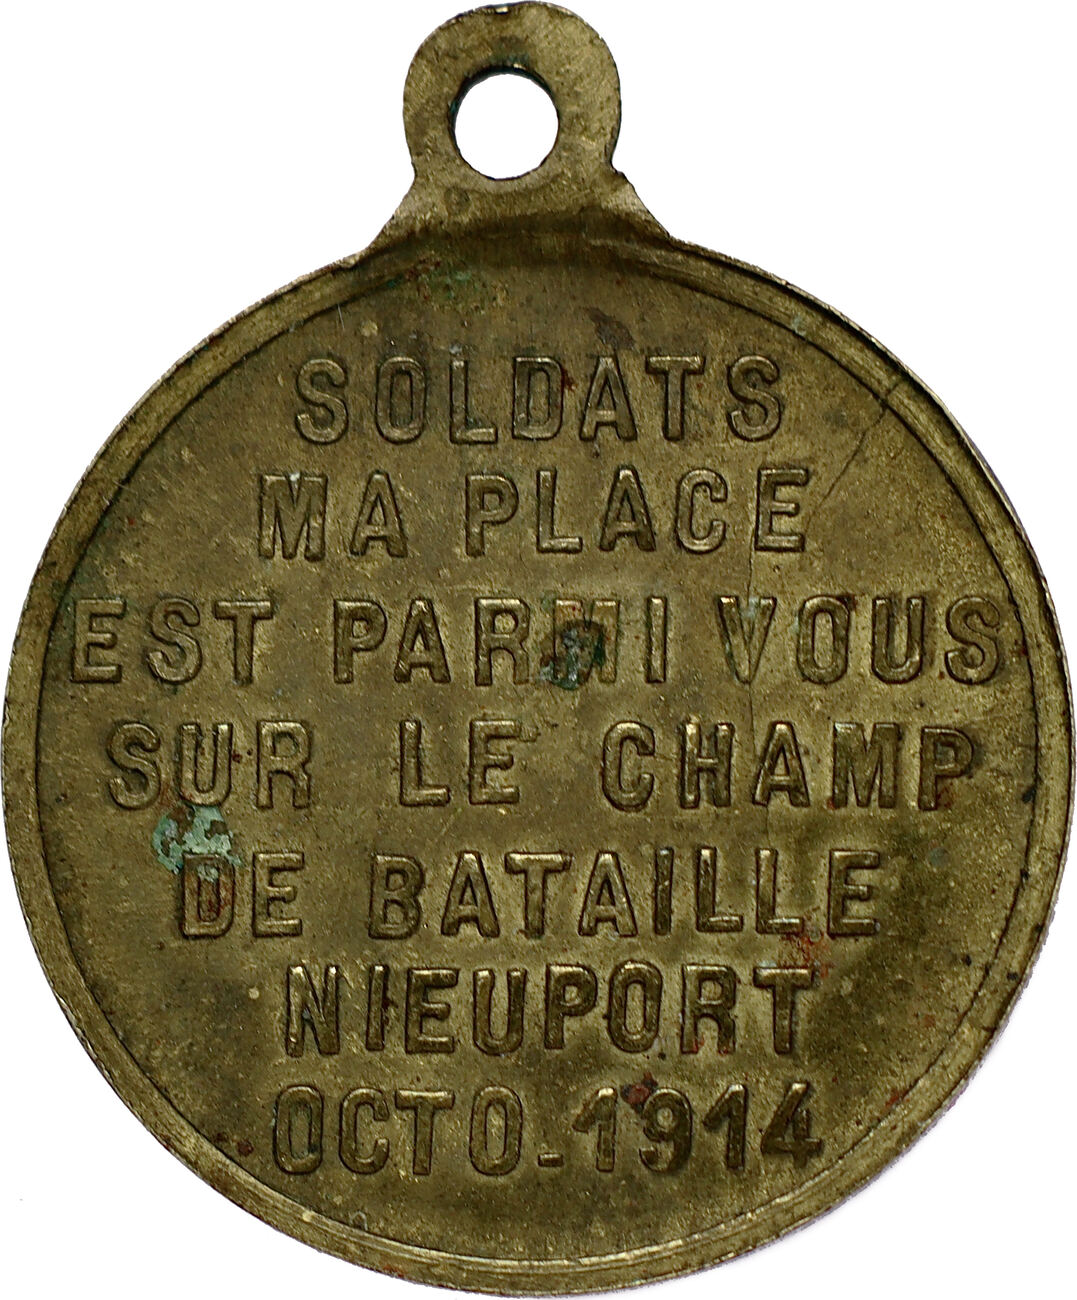 SOLDATS
MA PLACE
EST PARMI VOUS
SUR LE CHAMP
DE BATAILLE
NIEUPORT
OCTO.1914